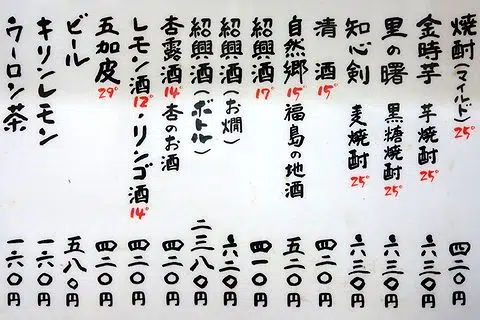 焼酎(マイルド) 25° 四二〇円
金時芋 芋焼酎 25° 六三〇円
里の曙 黒糖焼酎 25° 六三〇円
知心剣 麦焼酎 25° 六三〇円
清酒 15° 四二〇円
自然郷 15° 福島の地酒 五二〇円
紹興酒 17° 四一〇円
紹興酒(お燗) 六二〇円
紹興酒(ボトル) 二三八〇円
杏露酒 14° 杏のお酒 四二〇円
レモン酒 12°・リンゴ酒 14° 四二〇円
五加皮 29° 四二〇円
ビール 五八〇円
キリンレモン 一六〇円
ウーロン茶 一六〇円